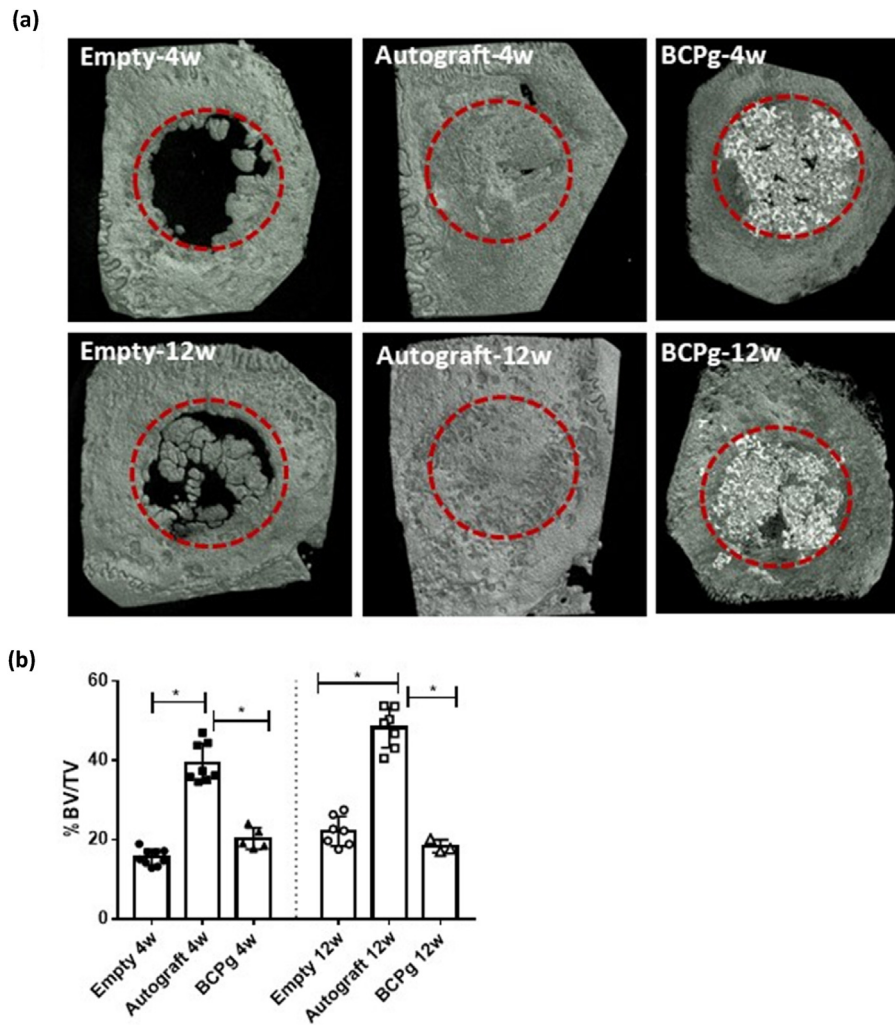 (a)
Empty-4w
Autograft-4w
BCPg-4w
Empty-12w
Autograft-12w
BCPg-12w
(b)
60
40
20
0
% BV/TV
*
*
*
*
Empty 4w
Autograft 4w
BCPg 4w
Empty 12w
Autograft 12w
BCPg 12w